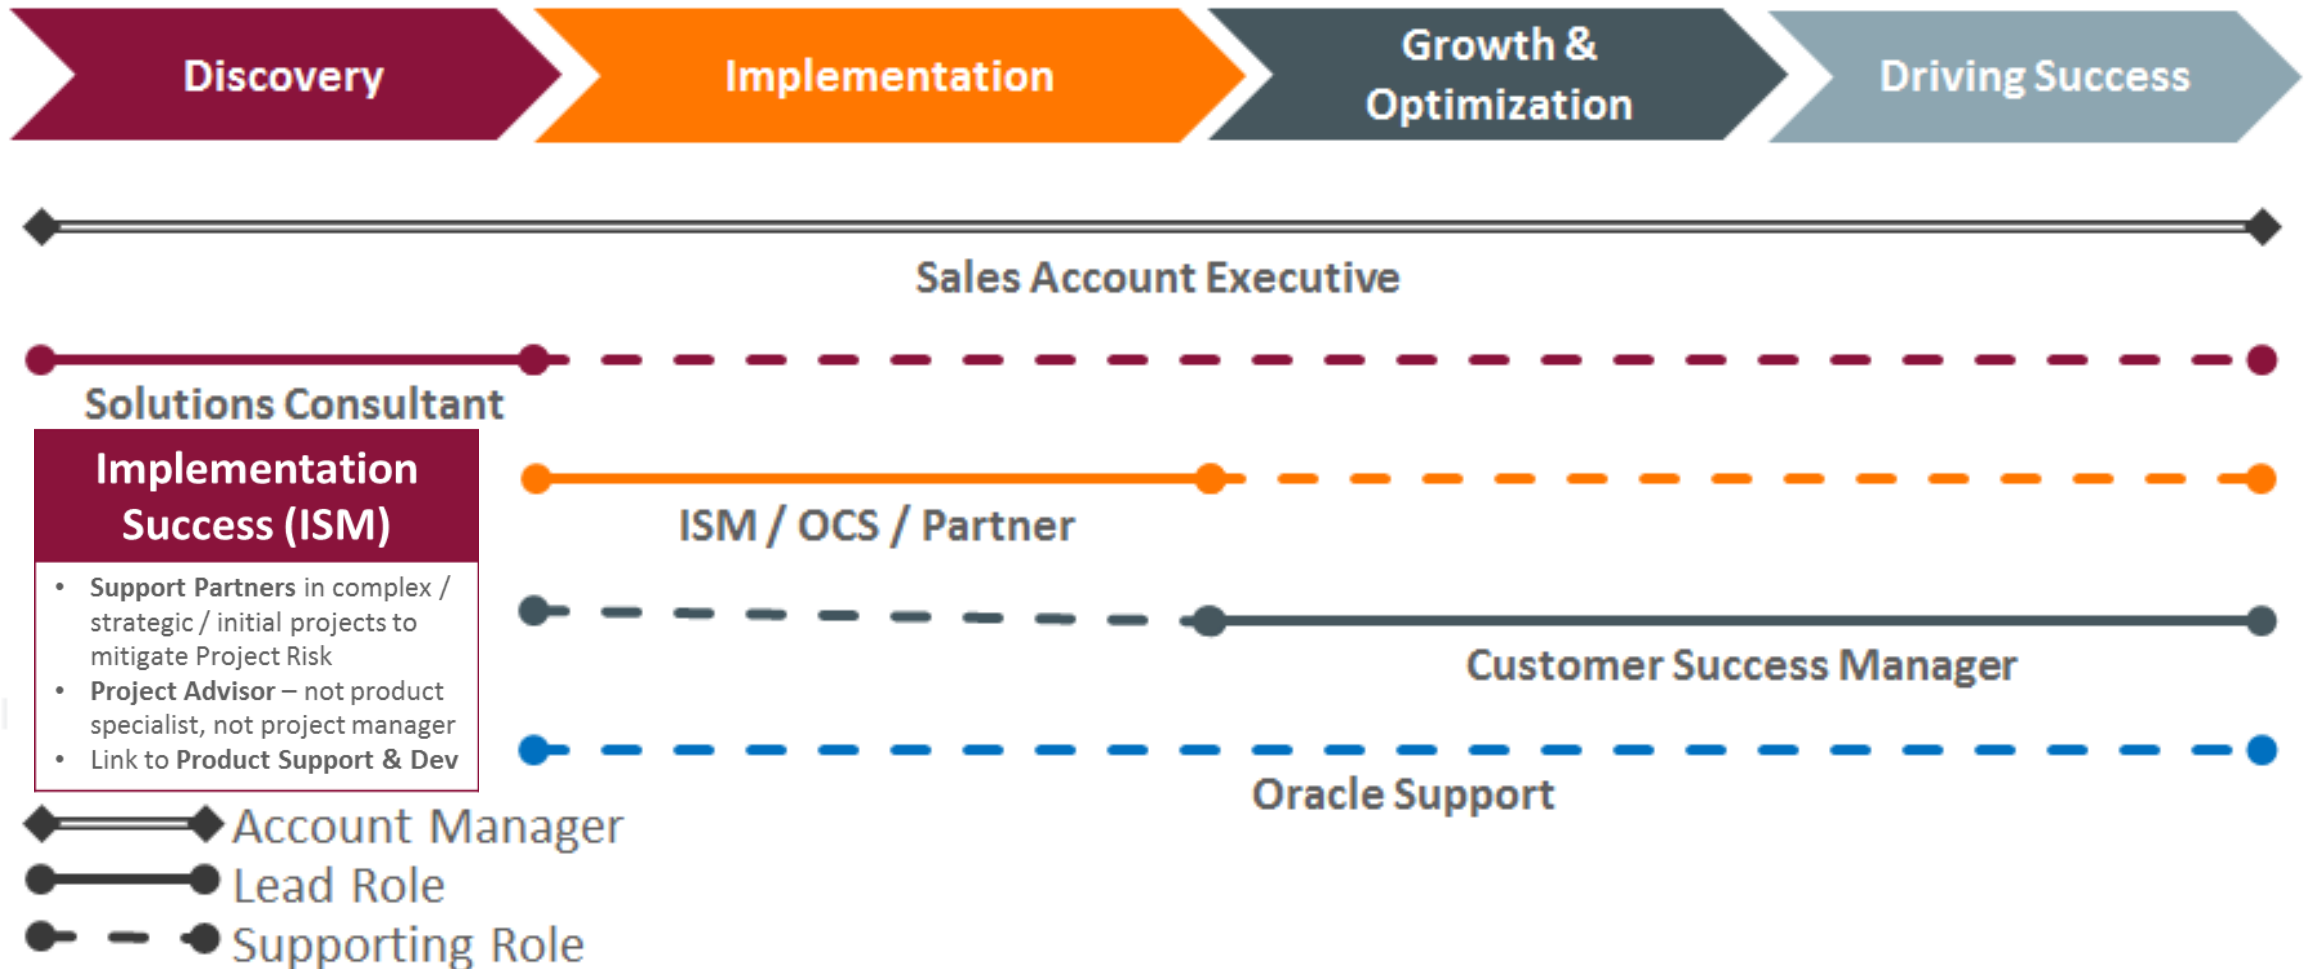 Discovery
Implementation
Growth &
Optimization
Driving Success
Sales Account Executive
Solutions Consultant
Implementation
Success (ISM)
• Support Partners in complex /
strategic / initial projects to
mitigate Project Risk
• Project Advisor – not product
specialist, not project manager
• Link to Product Support & Dev
ISM / OCS / Partner
Customer Success Manager
Oracle Support
Account Manager
Lead Role
Supporting Role